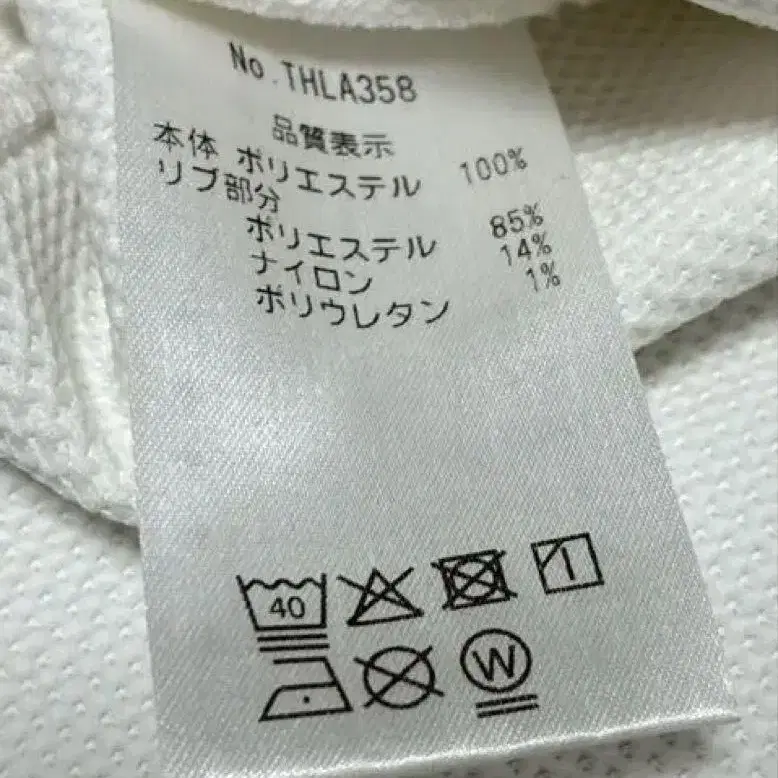 No.THLA358
品質表示
本体 ポリエステル 100%
リブ部分
ポリエステル 85%
ナイロン 14%
ポリウレタン 1%
40
W